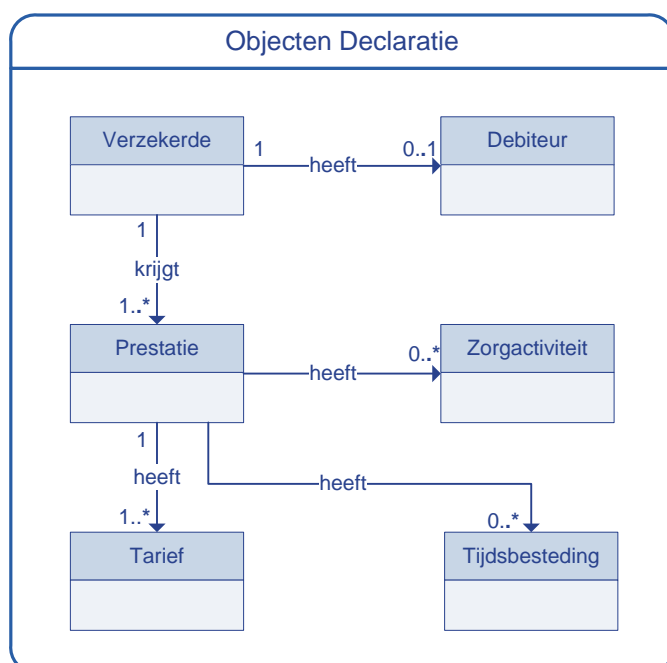 Objecten Declaratie
Verzekerde
1
heeft
0..1
Debiteur
1
krijgt
1..*
Prestatie
heeft
0..*
Zorgactiviteit
1
heeft
1..*
heeft
0..*
Tarief
Tijdsbesteding